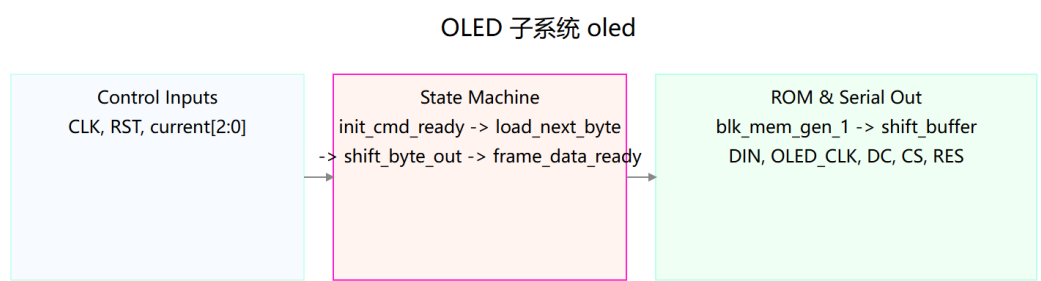 OLED 子系统 oled
Control Inputs
CLK, RST, current[2:0]
State Machine
init_cmd_ready -> load_next_byte
-> shift_byte_out -> frame_data_ready
ROM & Serial Out
blk_mem_gen_1 -> shift_buffer
DIN, OLED_CLK, DC, CS, RES